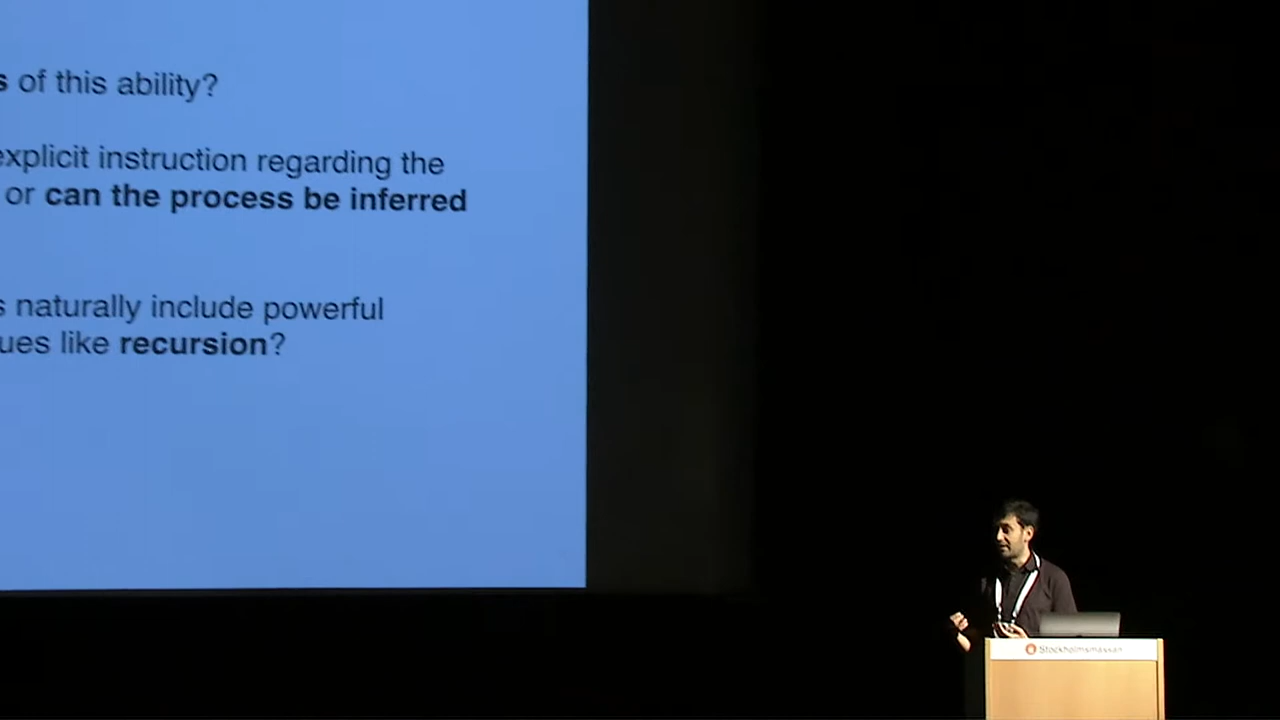 s of this ability?
explicit instruction regarding the
or can the process be inferred
s naturally include powerful
ues like recursion?
Stockholmsmässan